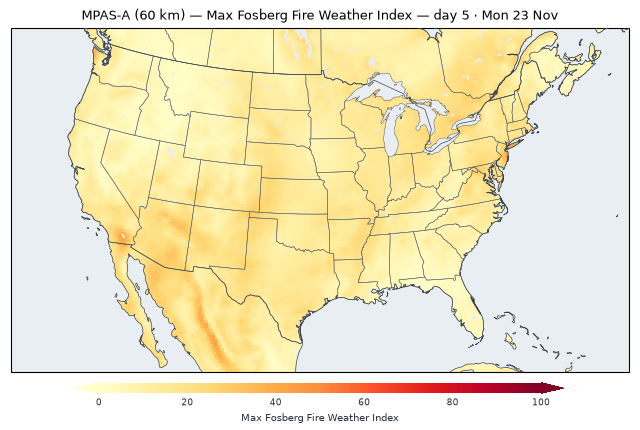 MPAS-A (60 km) — Max Fosberg Fire Weather Index — day 5 · Mon 23 Nov
0 20 40 60 80 100
Max Fosberg Fire Weather Index